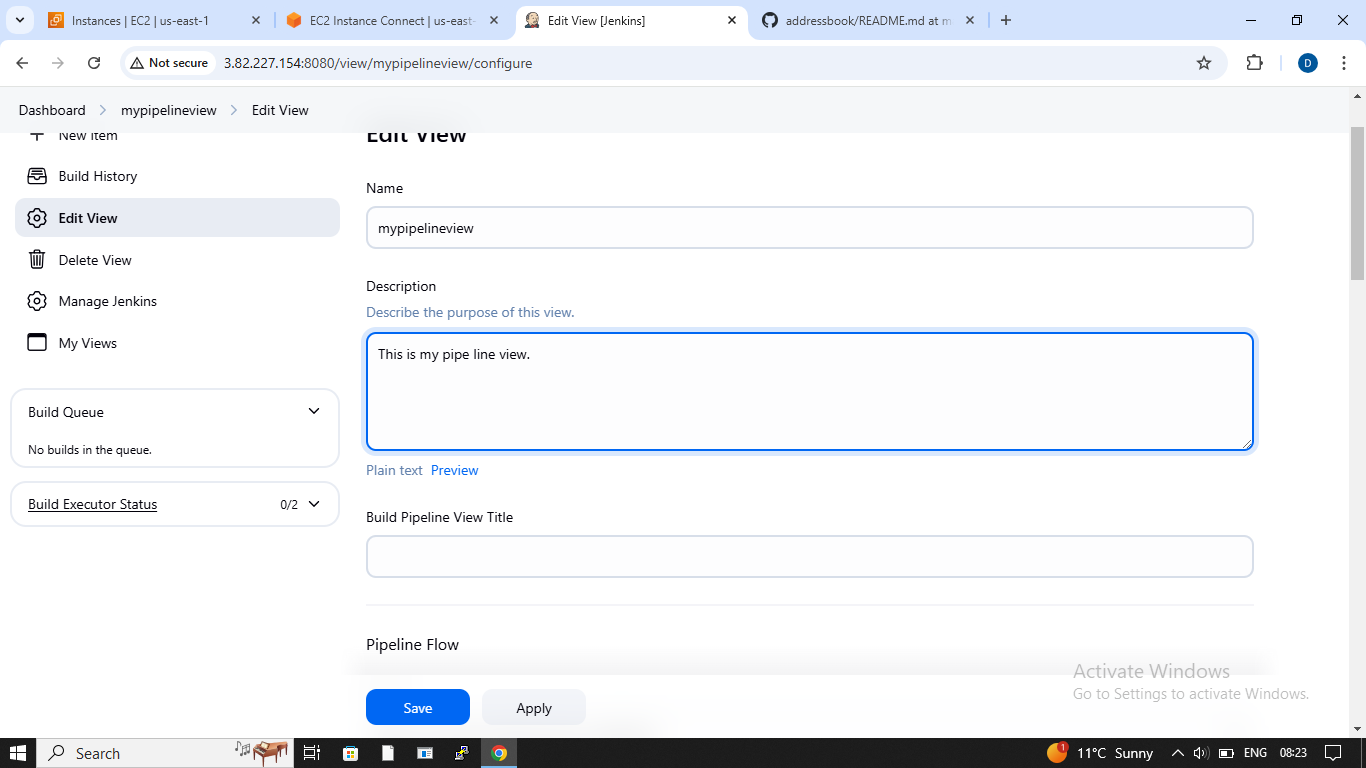 Instances | EC2 | us-east-1
EC2 Instance Connect | us-east-
Edit View [Jenkins]
addressbook/README.md at m
Not secure
3.82.227.154:8080/view/mypipelineview/configure
D
Dashboard
mypipelineview
Edit View
New Item
Build History
Edit View
Delete View
Manage Jenkins
My Views
Build Queue
No builds in the queue.
Build Executor Status
0/2
Edit View
Name
mypipelineview
Description
Describe the purpose of this view.
This is my pipe line view.
Plain text Preview
Build Pipeline View Title
Pipeline Flow
Save
Apply
Activate Windows
Go to Settings to activate Windows.
Search
1
11°C Sunny
ENG
08:23